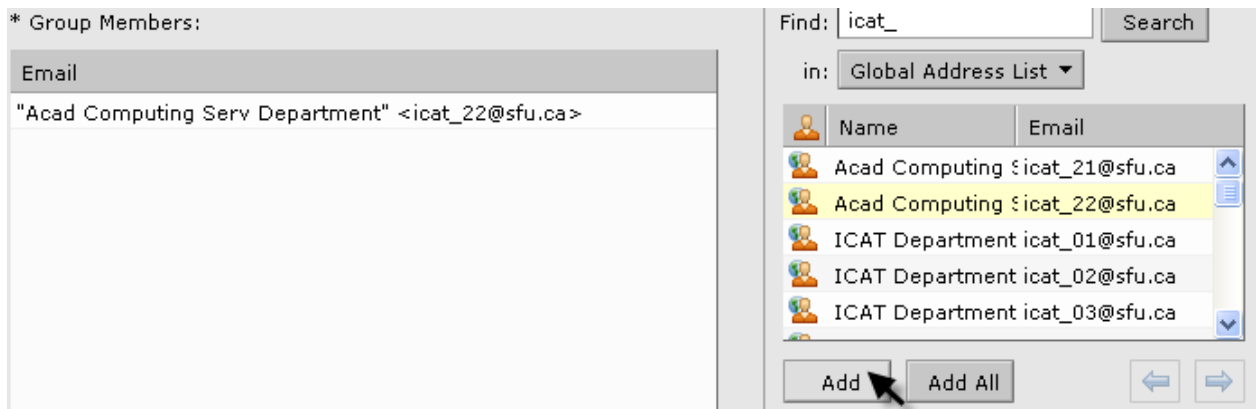 * Group Members:
Email
"Acad Computing Serv Department" <icat_22@sfu.ca>
Find: icat_ Search
in: Global Address List
Name Email
Acad Computing icat_21@sfu.ca
Acad Computing icat_22@sfu.ca
ICAT Department icat_01@sfu.ca
ICAT Department icat_02@sfu.ca
ICAT Department icat_03@sfu.ca
Add Add All